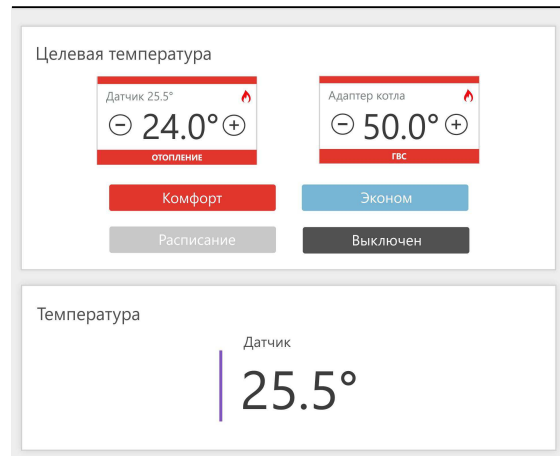 Целевая температура
Датчик 25.5°
24.0°
ОТОПЛЕНИЕ
Адаптер котла
50.0°
ГВС
Комфорт
Эконом
Расписание
Выключен
Температура
Датчик
25.5°